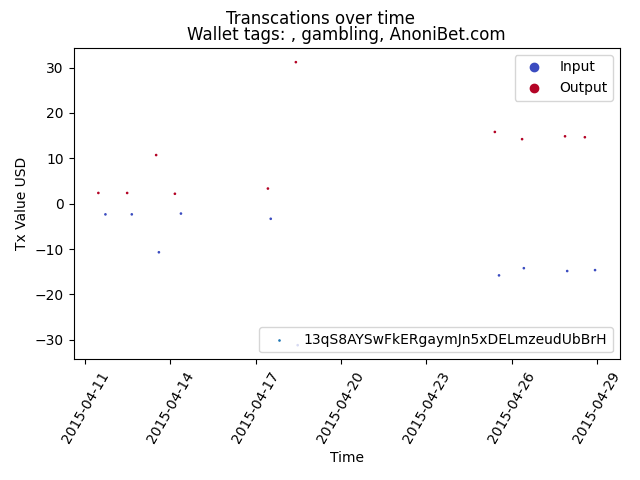 Transcations over time
Wallet tags: , gambling, AnoniBet.com
Input
Output
30
20
10
0
−10
−20
−30
Tx Value USD
13qS8AYSwFkERgaymJn5xDELmzeudUbBrH
2015-04-11
2015-04-14
2015-04-17
2015-04-20
2015-04-23
2015-04-26
2015-04-29
Time